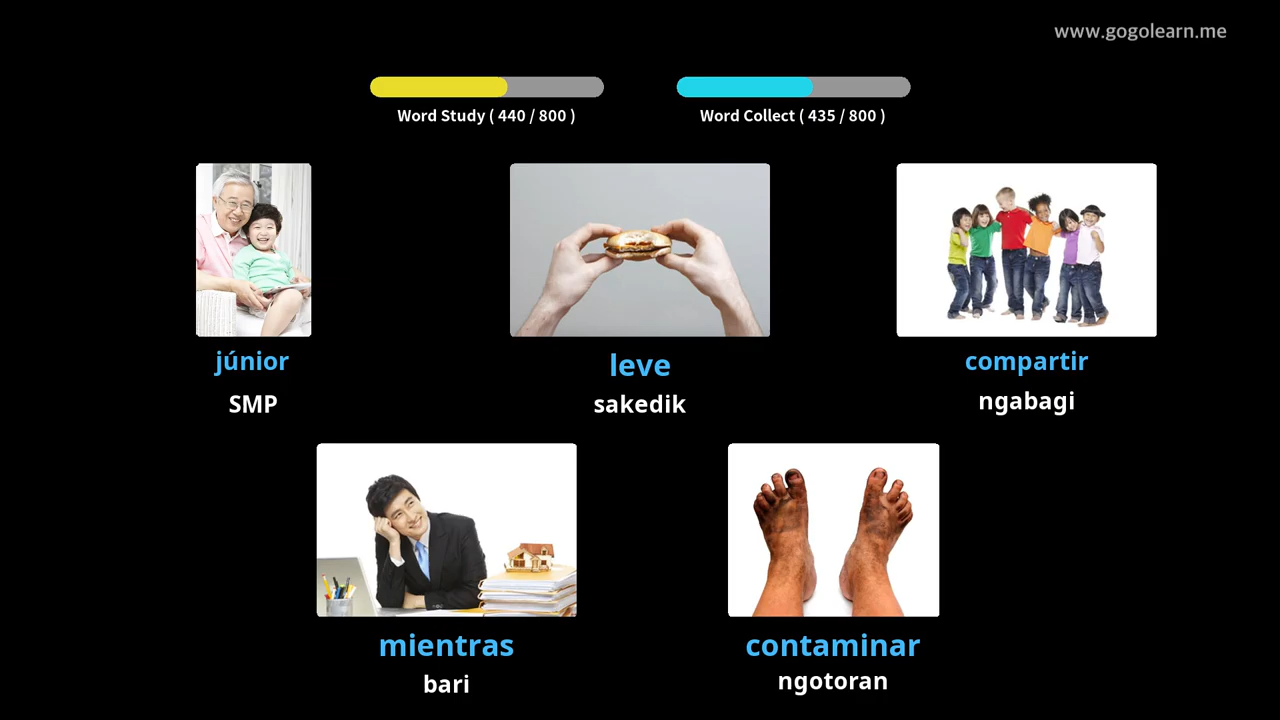 www.gogolearn.me
Word Study ( 440 / 800 )
Word Collect ( 435 / 800 )
júnior
SMP
leve
sakedik
compartir
ngabagi
mientras
bari
contaminar
ngotoran